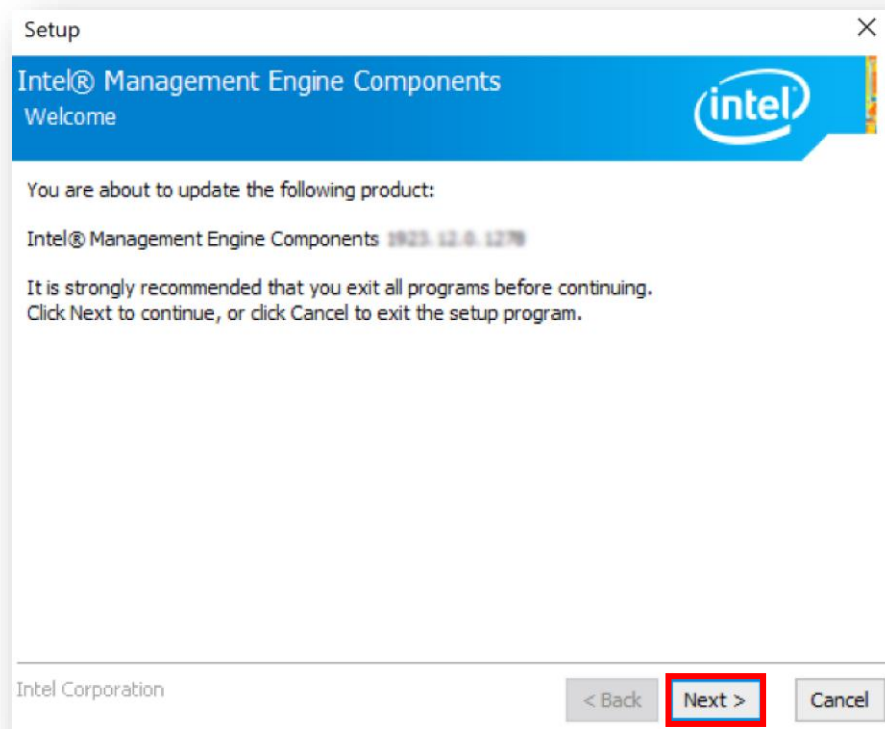 Setup
Intel® Management Engine Components
Welcome
intel
You are about to update the following product:
Intel® Management Engine Components
It is strongly recommended that you exit all programs before continuing.
Click Next to continue, or click Cancel to exit the setup program.
Intel Corporation
< Back Next > Cancel